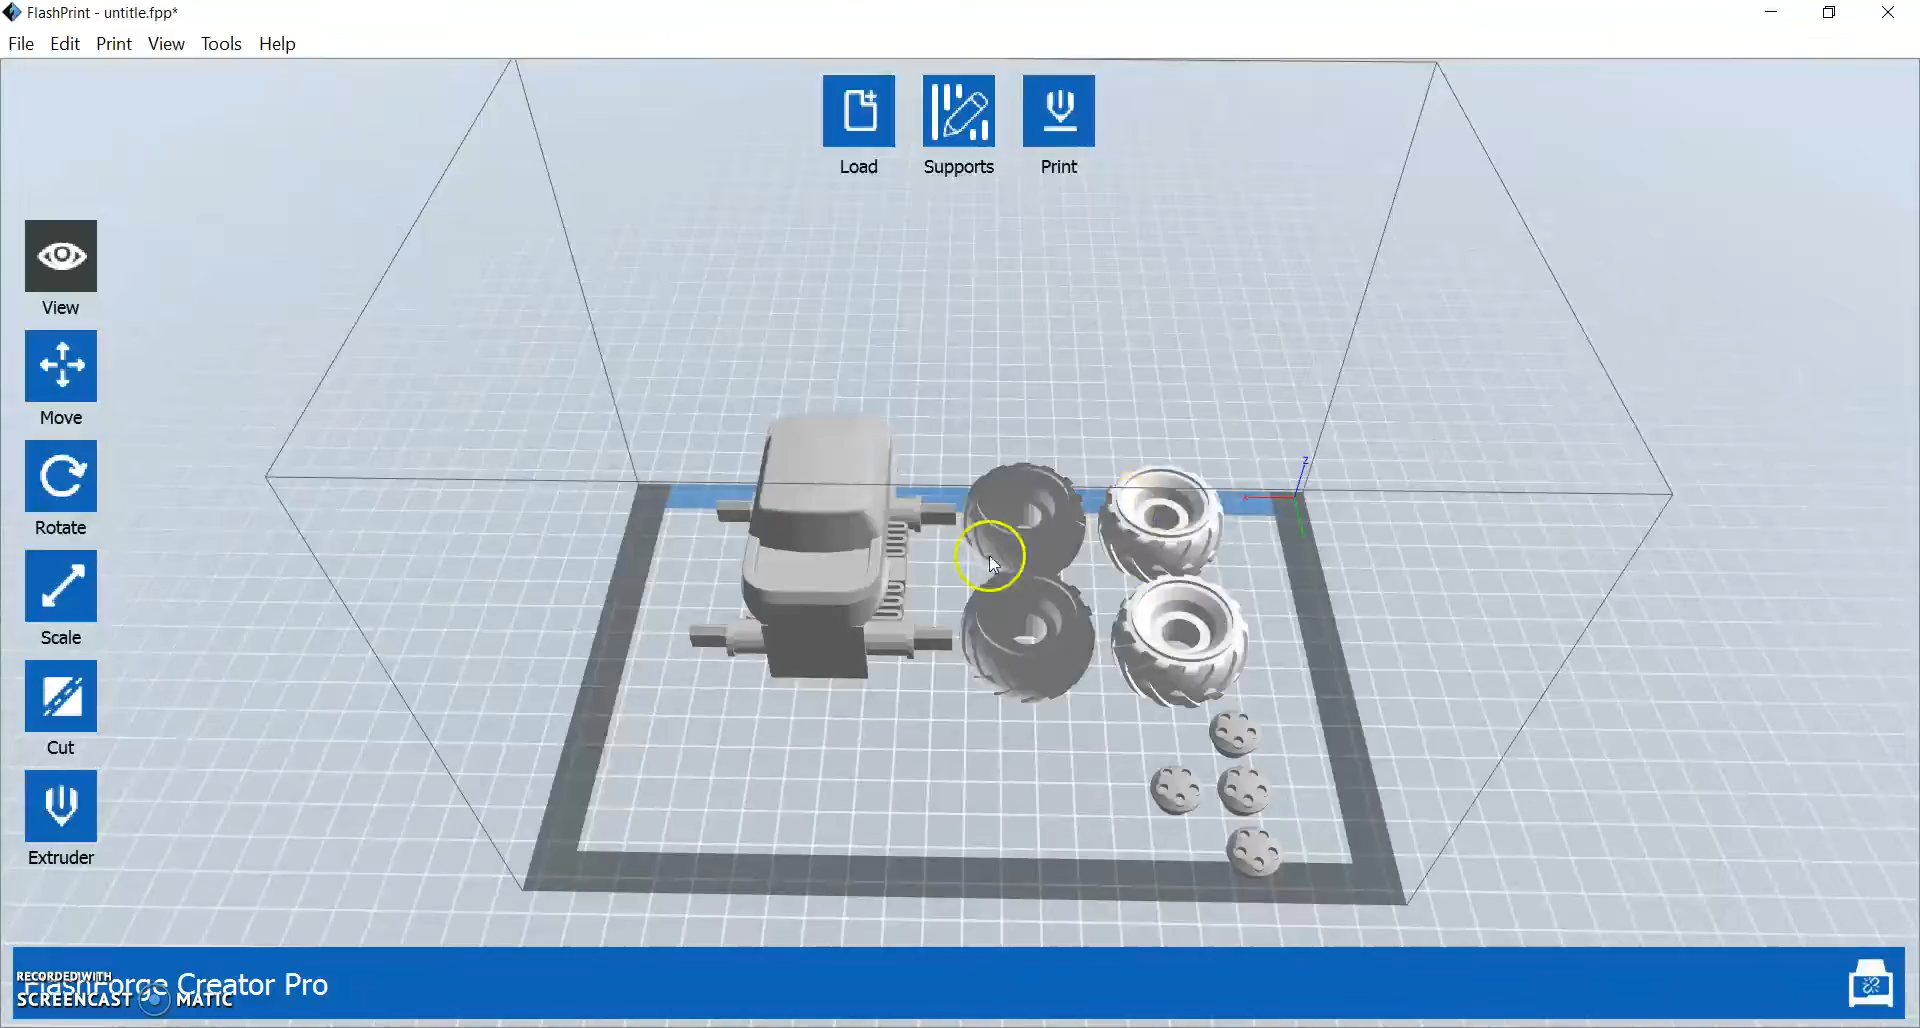 FlashPrint - untitle.fpp*
File Edit Print View Tools Help
Load Supports Print
View
Move
Rotate
Scale
Cut
Extruder
Z
FlashForge Creator Pro
RECORDED WITH
SCREENCAST MATIC